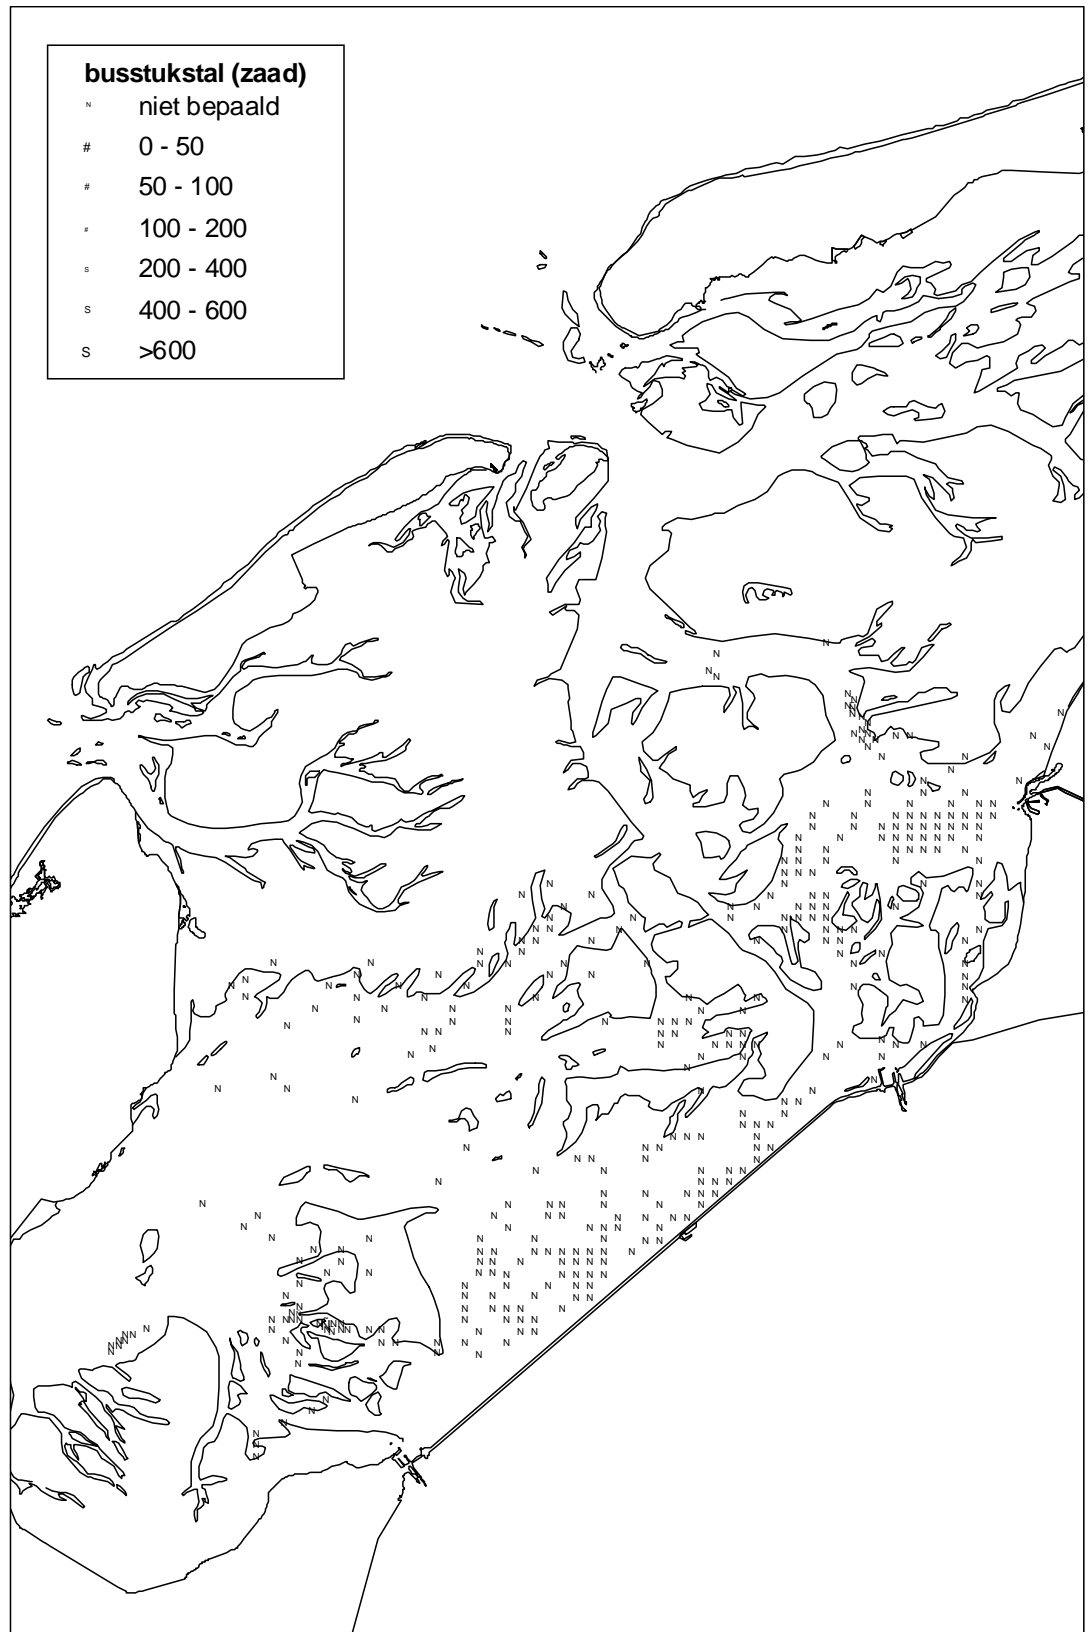 busstukstal (zaad)
N niet bepaald
# 0 - 50
# 50 - 100
# 100 - 200
S 200 - 400
S 400 - 600
S >600